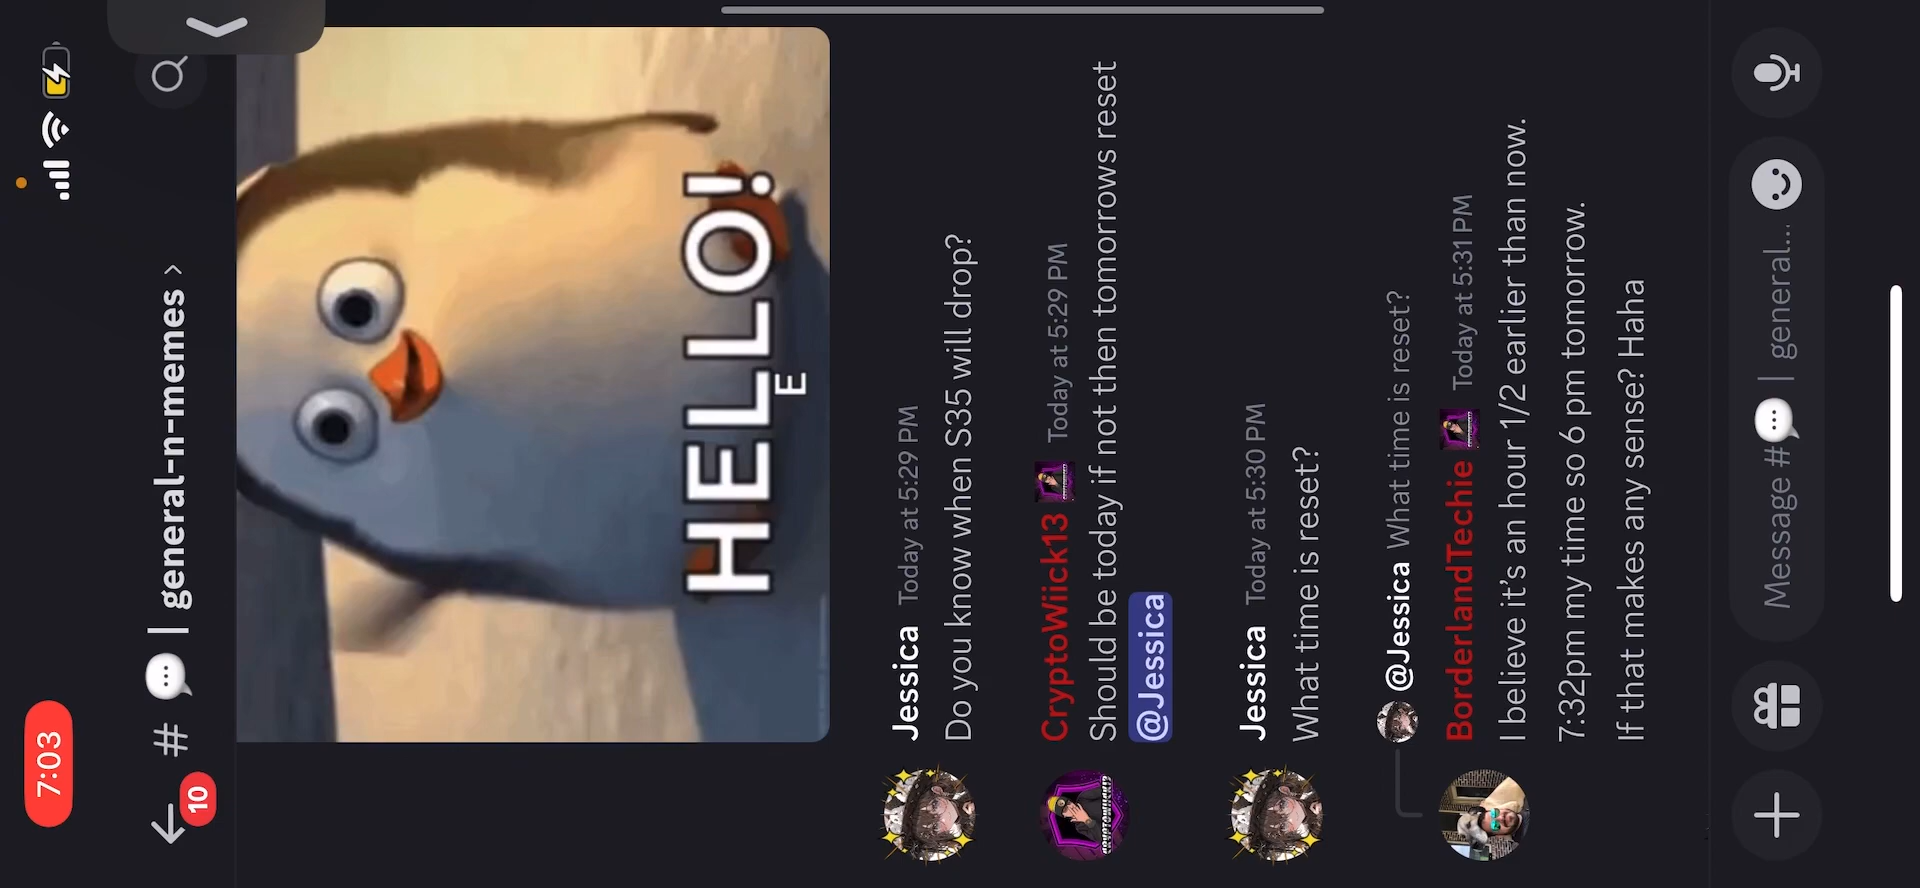 7:03
10
# 💬 | general-n-memes >
HELLO!
E
Jessica Today at 5:29 PM
Do you know when S35 will drop?
CryptoWiick13 Today at 5:29 PM
Should be today if not then tomorrows reset
@Jessica
Jessica Today at 5:30 PM
What time is reset?
@Jessica What time is reset?
BorderlandTechie Today at 5:31 PM
I believe it's an hour 1/2 earlier than now.
7:32pm my time so 6 pm tomorrow.
If that makes any sense? Haha
Message #💬 | general...